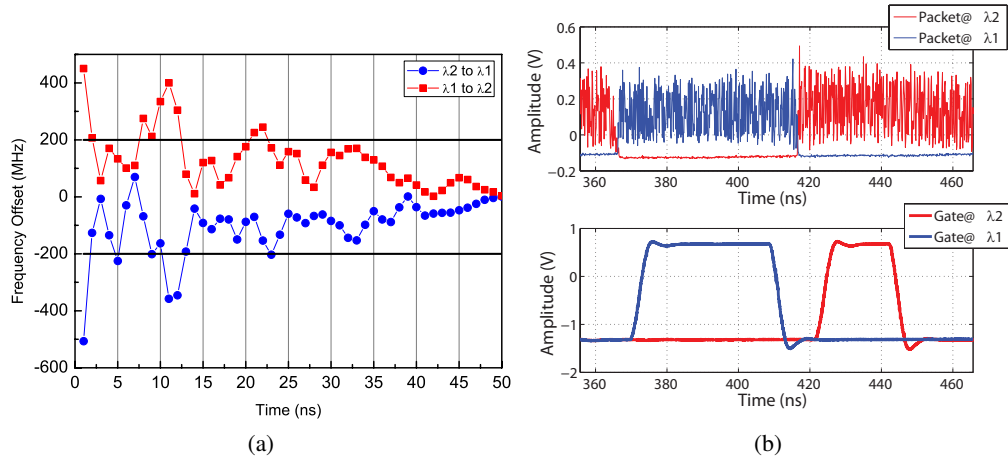 400
200
0
-200
-400
-600
Frequency Offset (MHz)
λ2 to λ1
λ1 to λ2
0 5 10 15 20 25 30 35 40 45 50
Time (ns)
(a)
0.6
0.4
0.2
0
−0.2
Amplitude (V)
Packet@ λ2
Packet@ λ1
360 380 400 420 440 460
Time (ns)
1
0
−1
−2
Amplitude (V)
Gate@ λ2
Gate@ λ1
360 380 400 420 440 460
Time (ns)
(b)